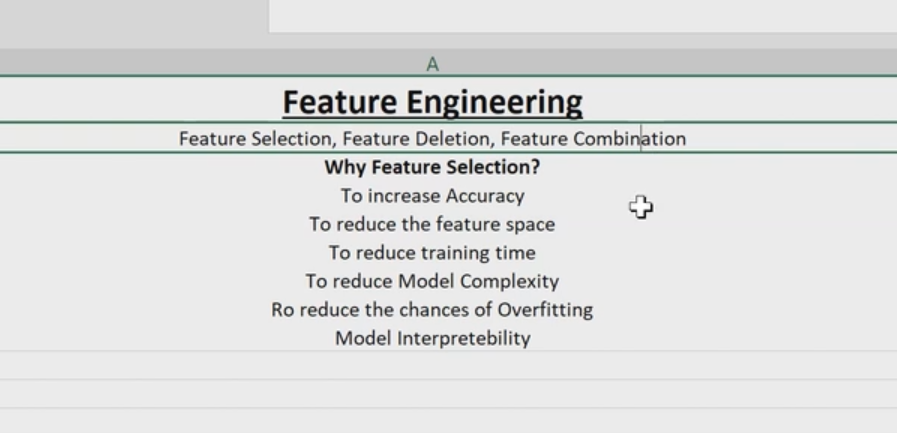 A
Feature Engineering
Feature Selection, Feature Deletion, Feature Combination
Why Feature Selection?
To increase Accuracy
To reduce the feature space
To reduce training time
To reduce Model Complexity
Ro reduce the chances of Overfitting
Model Interpretebility